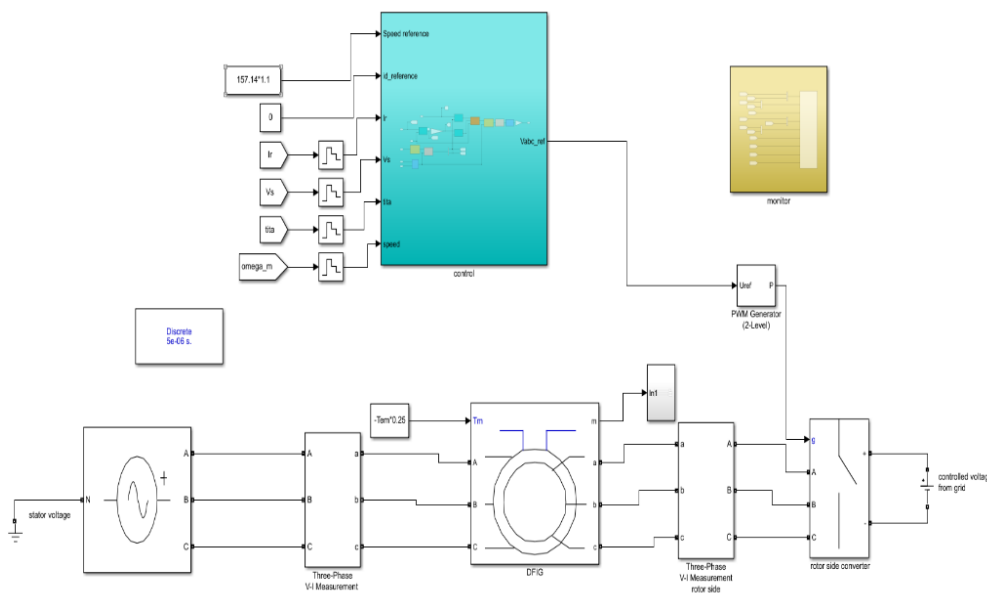 Speed reference
157.14*1.1
id_reference
0
Ir
Ir
Vs
Vs
Vabc_ref
tita
tita
omega_m
speed
control
monitor
Uref
P
PWM Generator
(2-Level)
Discrete
5e-06 s.
In1
-Tem*0.25
Tm
m
N
A
B
C
stator voltage
A
B
C
a
b
c
Three-Phase
V-I Measurement
A
B
C
a
b
c
DFIG
a
b
c
A
B
C
Three-Phase
V-I Measurement
rotor side
g
A
B
C
+
-
rotor side converter
+
controlled voltag
from grid